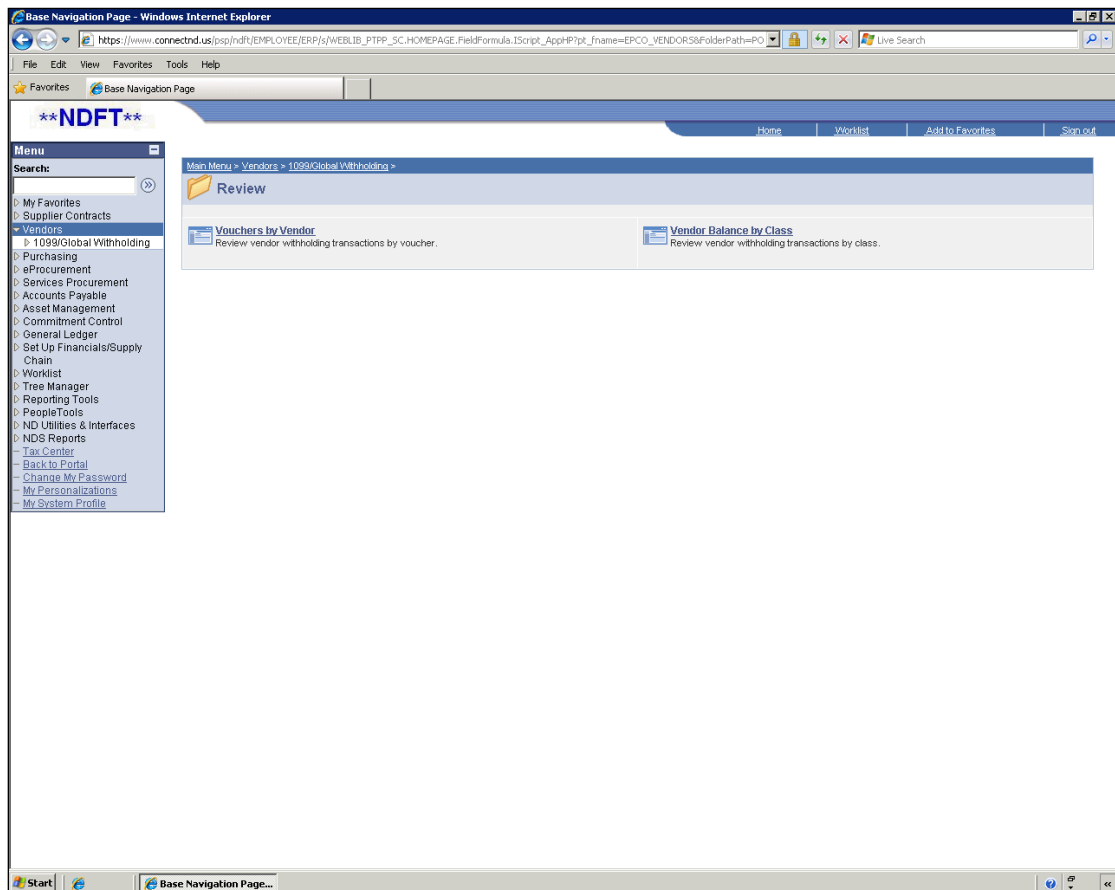 Base Navigation Page - Windows Internet Explorer
https://www.connectnd.us/psp/ndft/EMPLOYEE/ERP/s/WEBLIB_PTPP_SC.HOMEPAGE.FieldFormula.IScript_AppHP?pt_fname=EPCO_VENDORS&FolderPath=PO
Live Search
File Edit View Favorites Tools Help
Favorites Base Navigation Page
**NDFT**
Home Worklist Add to Favorites Sign out
Menu
Search:
My Favorites
Supplier Contracts
Vendors
1099/Global Withholding
Purchasing
eProcurement
Services Procurement
Accounts Payable
Asset Management
Commitment Control
General Ledger
Set Up Financials/Supply
Chain
Worklist
Tree Manager
Reporting Tools
PeopleTools
ND Utilities & Interfaces
NDS Reports
Tax Center
Back to Portal
Change My Password
My Personalizations
My System Profile
Main Menu > Vendors > 1099/Global Withholding >
Review
Vouchers by Vendor
Review vendor withholding transactions by voucher.
Vendor Balance by Class
Review vendor withholding transactions by class.
Start Base Navigation Page...